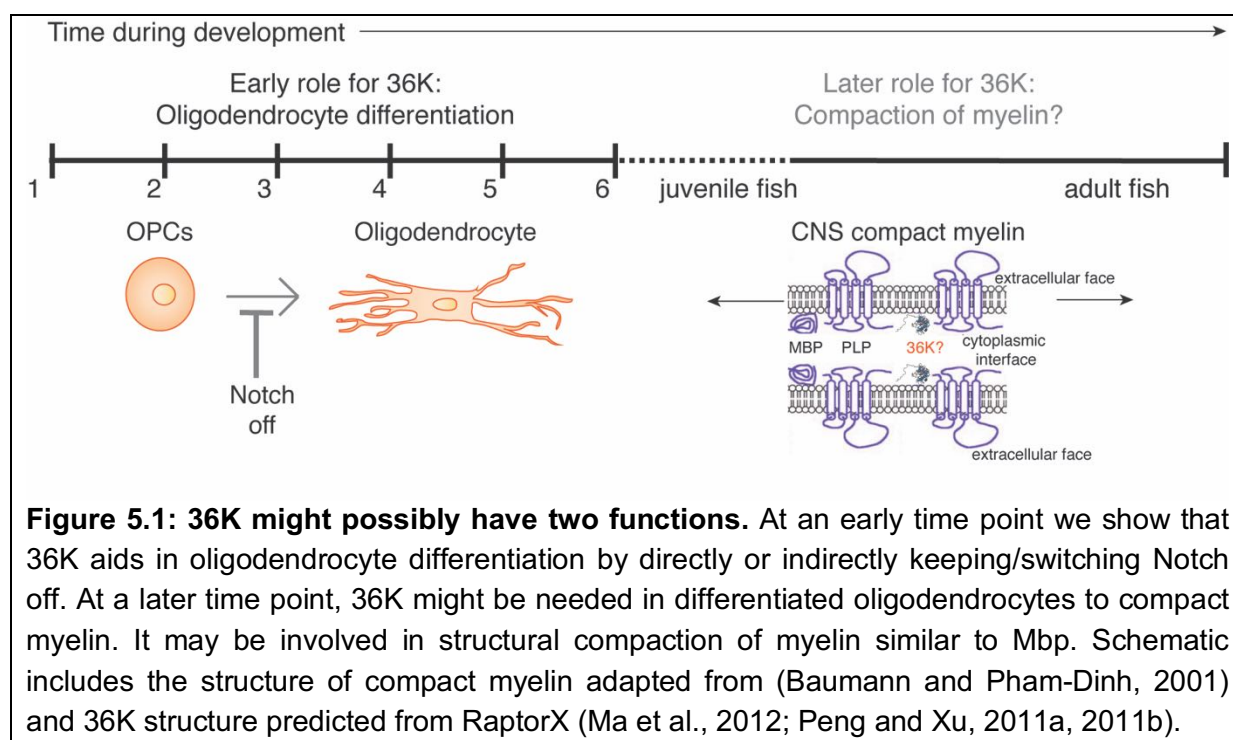 Time during development
Early role for 36K:
Oligodendrocyte differentiation
Later role for 36K:
Compaction of myelin?
1 2 3 4 5 6 juvenile fish adult fish
OPCs
Oligodendrocyte
Notch
off
CNS compact myelin
extracellular face
MBP PLP 36K? cytoplasmic
interface
extracellular face
Figure 5.1: 36K might possibly have two functions. At an early time point we show that
36K aids in oligodendrocyte differentiation by directly or indirectly keeping/switching Notch
off. At a later time point, 36K might be needed in differentiated oligodendrocytes to compact
myelin. It may be involved in structural compaction of myelin similar to Mbp. Schematic
includes the structure of compact myelin adapted from (Baumann and Pham-Dinh, 2001)
and 36K structure predicted from RaptorX (Ma et al., 2012; Peng and Xu, 2011a, 2011b).